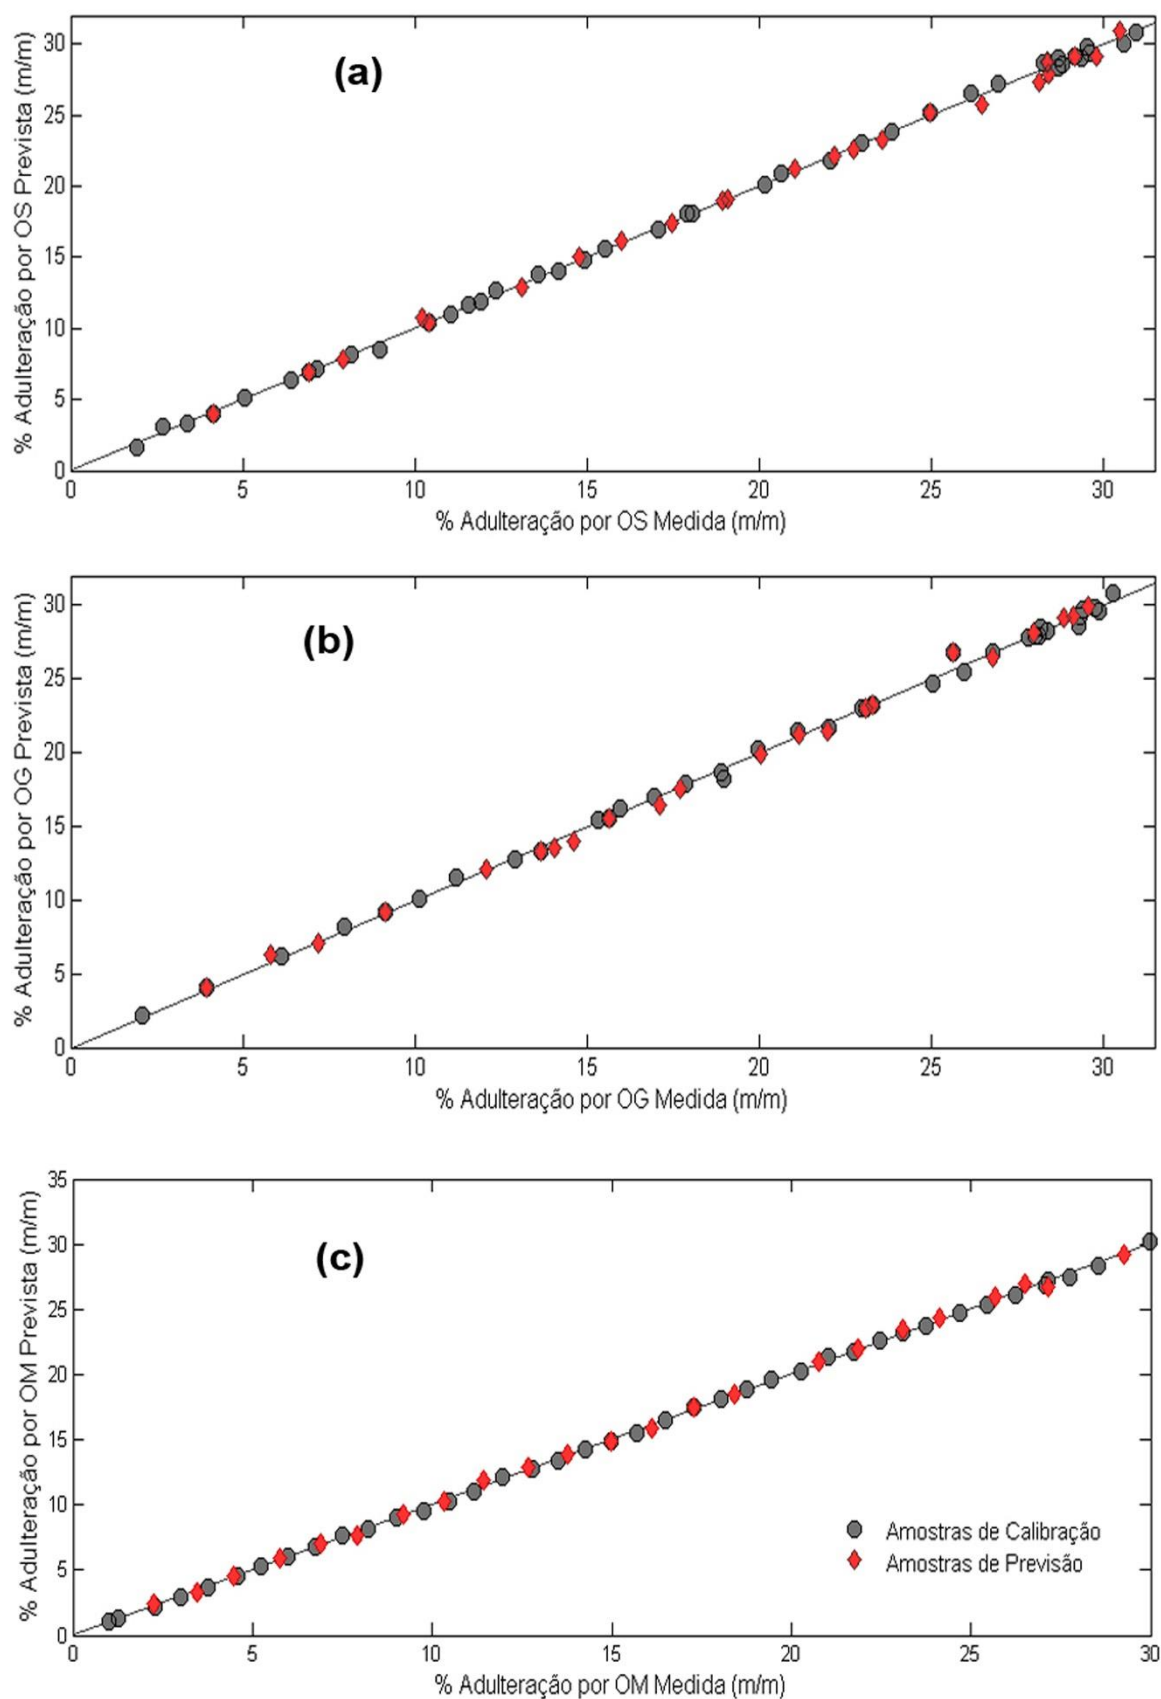 (a)
% Adulteração por OS Prevista (m/m)
30
25
20
15
10
5
0
0 5 10 15 20 25 30
% Adulteração por OS Medida (m/m)
(b)
% Adulteração por OG Prevista (m/m)
30
25
20
15
10
5
0
0 5 10 15 20 25 30
% Adulteração por OG Medida (m/m)
(c)
% Adulteração por OM Prevista (m/m)
35
30
25
20
15
10
5
0
Amostras de Calibração
Amostras de Previsão
0 5 10 15 20 25 30
% Adulteração por OM Medida (m/m)